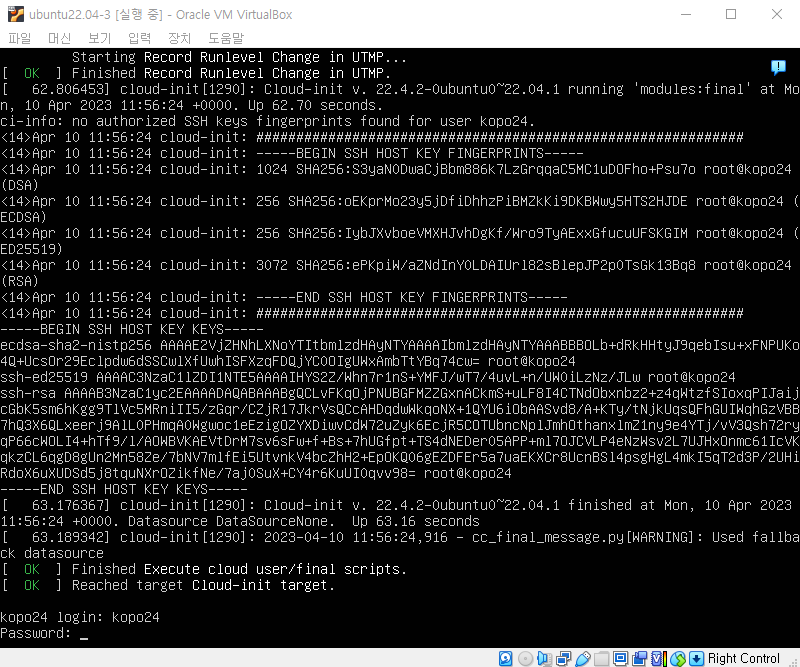 ubuntu22.04-3 [실행 중] - Oracle VM VirtualBox
파일 머신 보기 입력 장치 도움말
Starting Record Runlevel Change in UTMP...
[  OK  ] Finished Record Runlevel Change in UTMP.
[   62.806453] cloud-init[1290]: Cloud-init v. 22.4.2-0ubuntu0~22.04.1 running 'modules:final' at Mo
n, 10 Apr 2023 11:56:24 +0000. Up 62.70 seconds.
ci-info: no authorized SSH keys fingerprints found for user kopo24.
<14>Apr 10 11:56:24 cloud-init: #############################################################
<14>Apr 10 11:56:24 cloud-init: -----BEGIN SSH HOST KEY FINGERPRINTS-----
<14>Apr 10 11:56:24 cloud-init: 1024 SHA256:S3yaNODwaCjBbm886k7LzGrqqaC5MC1uDOFho+Psu7o root@kopo24
(DSA)
<14>Apr 10 11:56:24 cloud-init: 256 SHA256:oEKprMo23y5jDfiDhhzPiBMZkKi9DKBWwy5HTS2HJDE root@kopo24 (
ECDSA)
<14>Apr 10 11:56:24 cloud-init: 256 SHA256:IybJXvboeVMXHJvhDgKf/Wro9TyAExxGfucuUFSKGIM root@kopo24 (
ED25519)
<14>Apr 10 11:56:24 cloud-init: 3072 SHA256:ePKpiW/aZNdInYOLDAIUrl82sBlepJP2p0TsGk13Bq8 root@kopo24
(RSA)
<14>Apr 10 11:56:24 cloud-init: -----END SSH HOST KEY FINGERPRINTS-----
<14>Apr 10 11:56:24 cloud-init: #############################################################
-----BEGIN SSH HOST KEY KEYS-----
ecdsa-sha2-nistp256 AAAAE2VjZHNhLXNoYTItbmlzdHAyNTYAAAAIbmlzdHAyNTYAAABBBOLb+dRkHHtyJ9qebIsu+xFNPUKo
4Q+UcsOr29Eclpdw6dSSCwlXfUwhISFXzqFDQjYCOOIgUWxAmbTtYBq74cw= root@kopo24
ssh-ed25519 AAAAC3NzaC1lZDI1NTE5AAAAIHYS2Z/Whn7r1nS+YMFJ/wT7/4uvL+n/UWOiLzNz/JLw root@kopo24
ssh-rsa AAAAB3NzaC1yc2EAAAADAQABAAABgQCLvFKqOjPNUBGFMZZGxnACkmS+uLF8I4CTNdObxnbz2+z4qWtzfSIoxqPIJaij
cGbK5sm6hKgg9TlVc5MRniII5/zGqr/CZjR17JkrVsQCcAHDqdwWkqoNX+1QYU6iObAASvd8/A+KTy/tNjkUqsQFhGUIWqhGzVBB
7hQ3X6QLxeerj9AlLOPHmqAOWgwoc1eEzigOZYXDiwvCdW72uZyk6EcjR5COTUbncNplJmhOthanxlmZ1ny9e4YTj/vV3Qsh72ry
qP66cWOLI4+hTf9/l/AOWBVKAEVtDrM7sv6sFw+f+Bs+7hUGfpt+TS4dNEDer05APP+ml7OJCVLP4eNzWsv2L7UJHxOnmc61IcVK
qkzCL6qgD8gUn2Mn58Ze/7bNV7mlfEi5UtvnkV4bcZhH2+EpOKQO6gEZDFEr5a7uaEKXCr8UcnBSl4psgHgL4mkI5qT2d3P/2UHi
RdoX6uXUDSd5j8tquNXrOZikfNe/7ajOSuX+CY4r6KuUIOqvv98= root@kopo24
-----END SSH HOST KEY KEYS-----
[   63.176367] cloud-init[1290]: Cloud-init v. 22.4.2-0ubuntu0~22.04.1 finished at Mon, 10 Apr 2023
11:56:24 +0000. Datasource DataSourceNone.  Up 63.16 seconds
[   63.189342] cloud-init[1290]: 2023-04-10 11:56:24,916 - cc_final_message.py[WARNING]: Used fallba
ck datasource
[  OK  ] Finished Execute cloud user/final scripts.
[  OK  ] Reached target Cloud-init target.
kopo24 login: kopo24
Password: _
Right Control